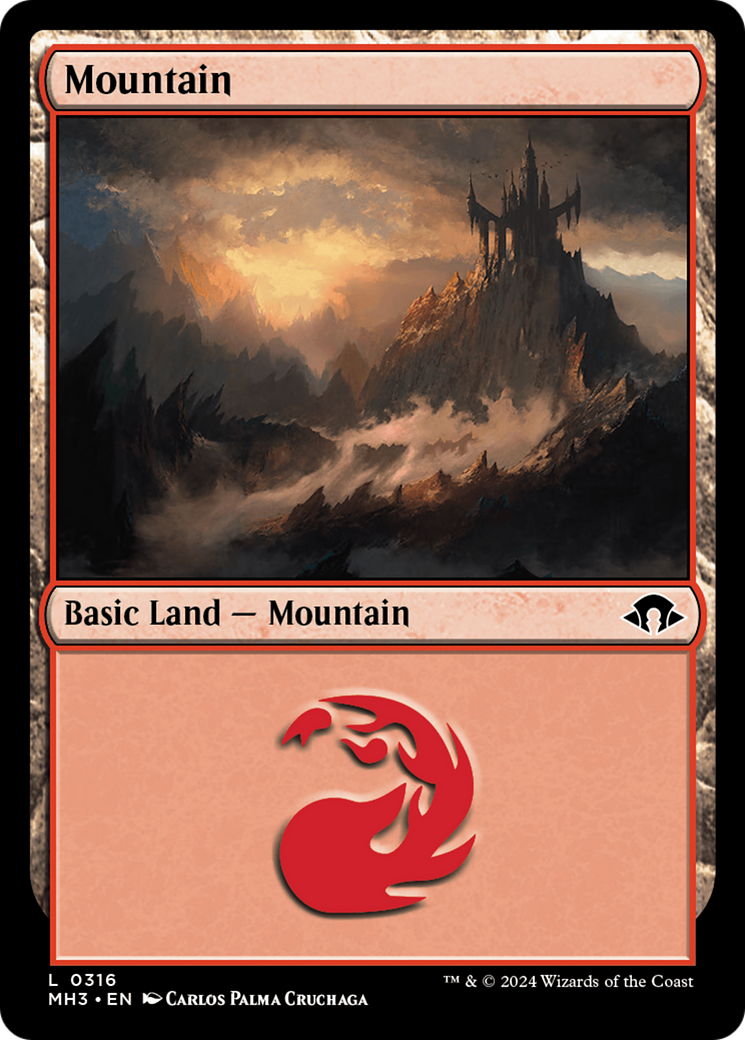 Mountain
Basic Land — Mountain
L 0316
™ & © 2024 Wizards of the Coast
MH3 • EN Carlos Palma Cruchaga